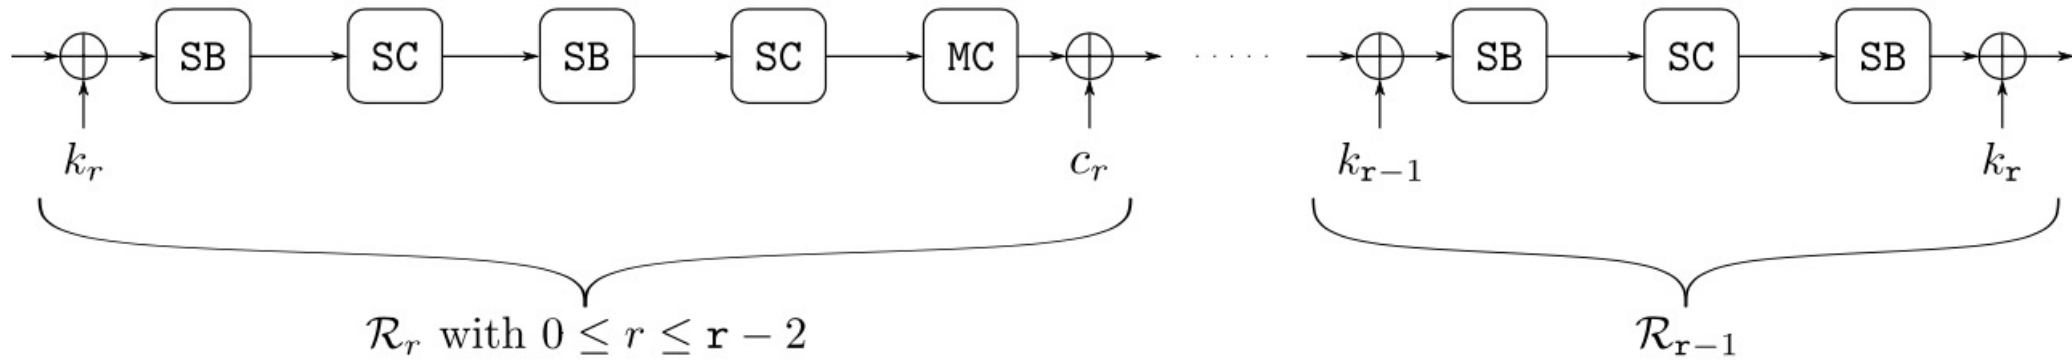 SB SC SB SC MC · · · · · SB SC SB
k_r c_r k_{r−1} k_r
ℛ_r with 0 ≤ r ≤ r − 2 ℛ_{r−1}